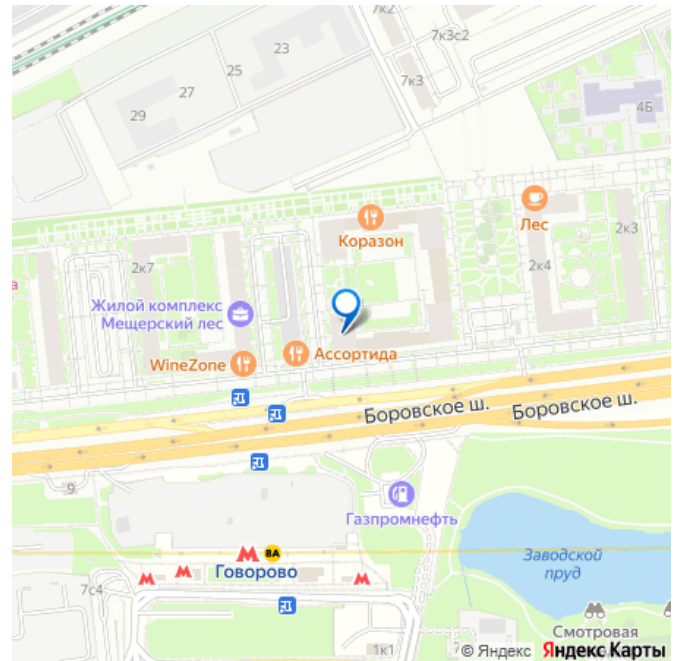 7к2
7к3с2
23
7к3
25
27
29
4Б
Коразон
Лес
2к3
2к7
2к4
а
Жилой комплекс
Мещерский лес
WineZone
Ассортида
Боровское ш.
Боровское ш.
9
Газпромнефть
М 8А
Говорово
М М М
Заводской
пруд
7с4
1к1
Смотровая
© Яндекс Яндекс Карты